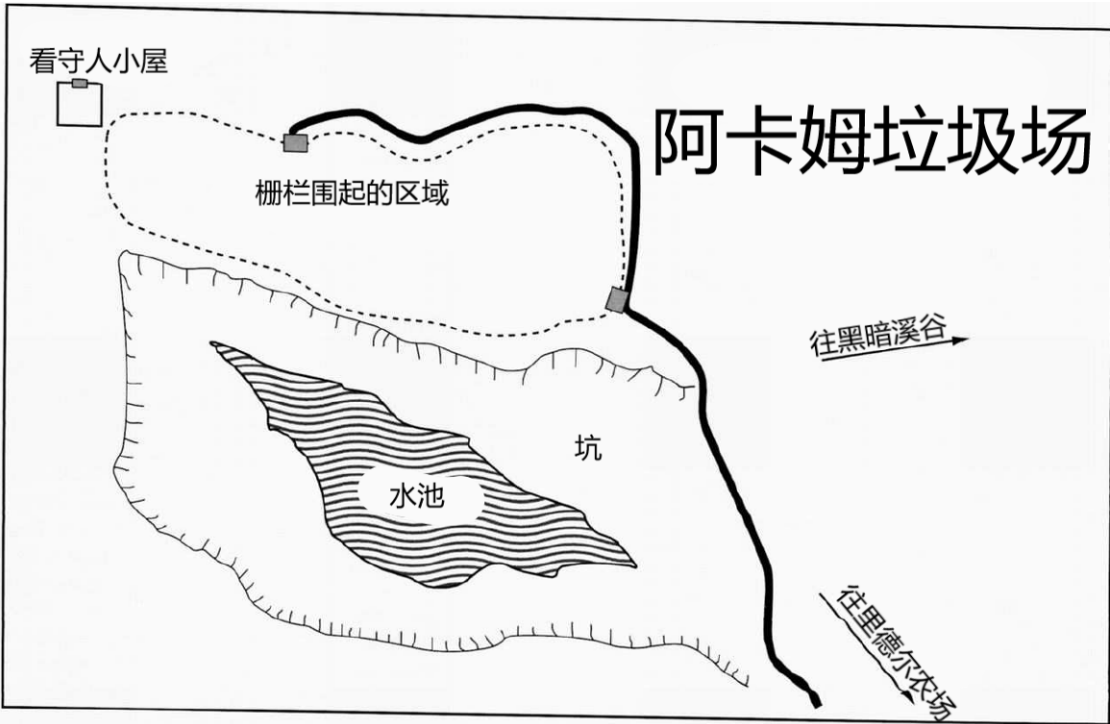 看守人小屋
阿卡姆垃圾场
栅栏围起的区域
往黑暗溪谷
坑
水池
往里德尔农场